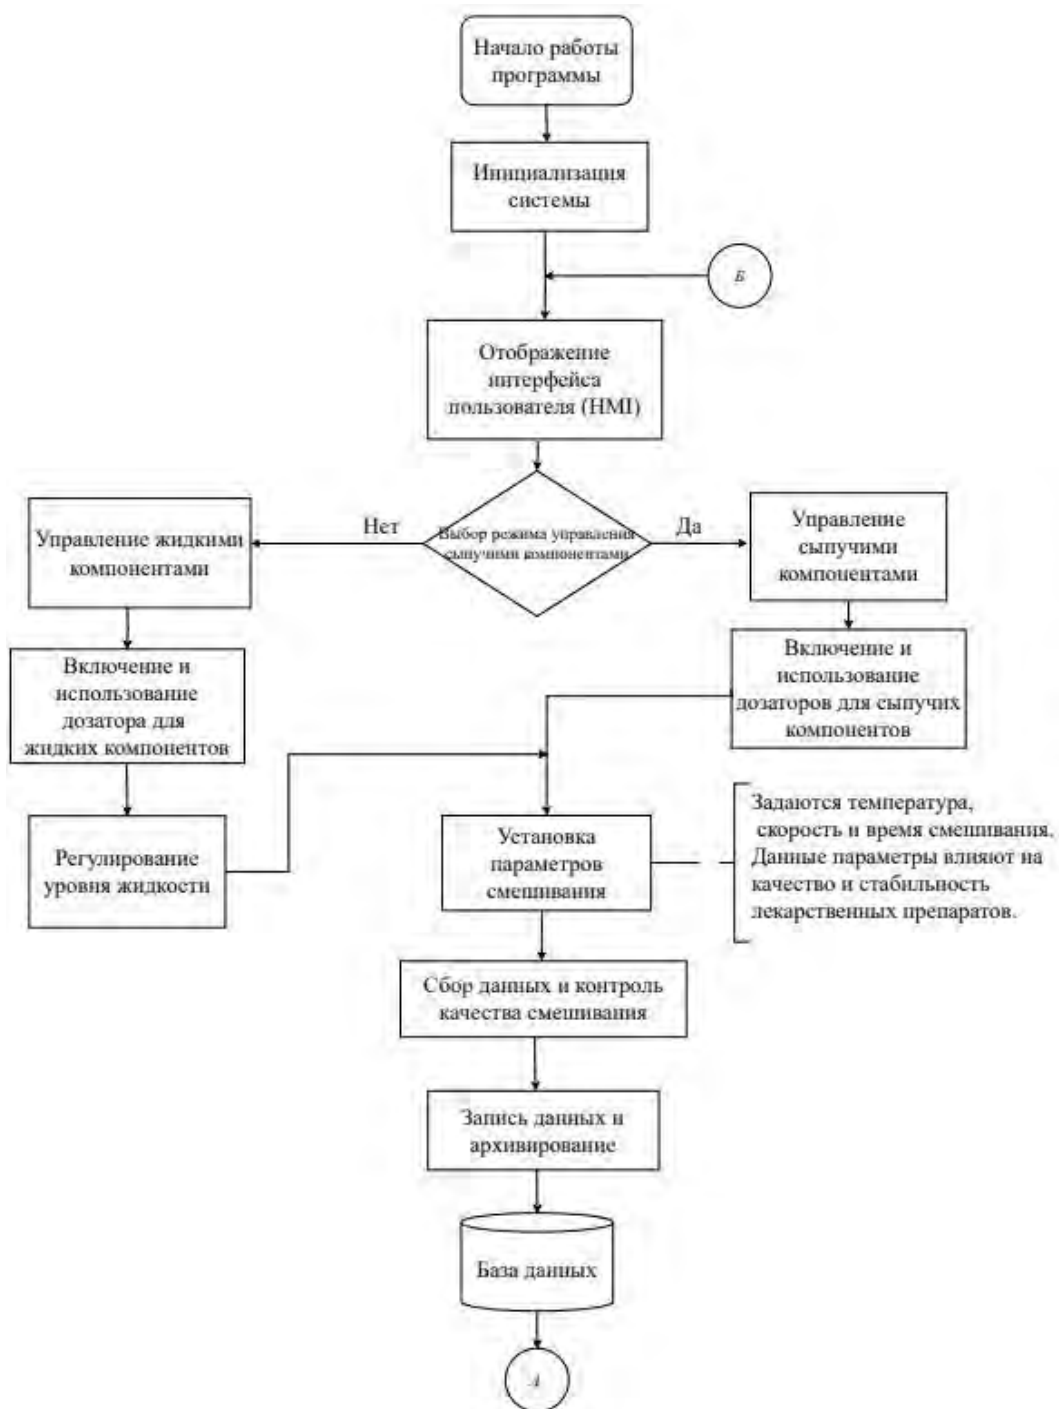 Начало работы
программы
Инициализация
системы
Б
Отображение
интерфейса
пользователя (HMI)
Выбор режима управления
сыпучими компонентами
Нет
Да
Управление жидкими
компонентами
Управление
сыпучими
компонентами
Включение и
использование
дозатора для
жидких компонентов
Включение и
использование
дозаторов для сыпучих
компонентов
Регулирование
уровня жидкости
Установка
параметров
смешивания
Задаются температура,
скорость и время смешивания.
Данные параметры влияют на
качество и стабильность
лекарственных препаратов.
Сбор данных и контроль
качества смешивания
Запись данных и
архивирование
База данных
А